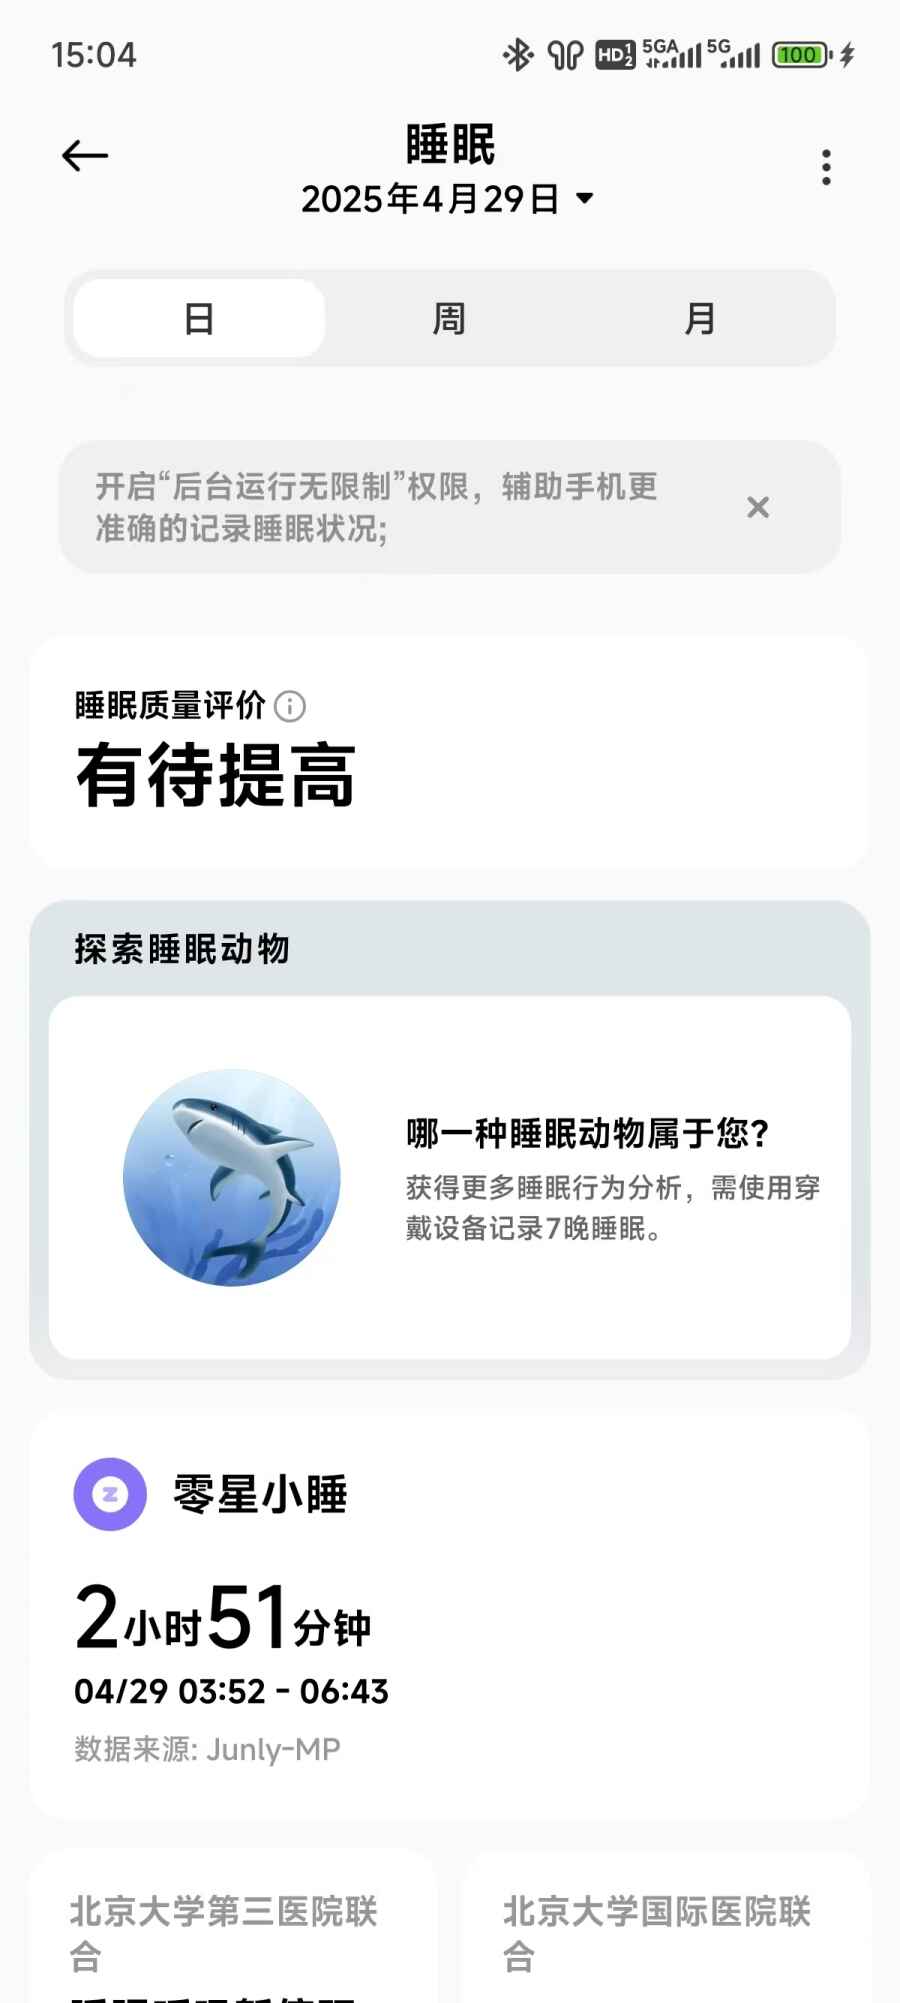 15:04
HD 1 2 5GA 5G 100
睡眠
2025年4月29日
日 周 月
开启“后台运行无限制”权限，辅助手机更
准确的记录睡眠状况;
睡眠质量评价
有待提高
探索睡眠动物
哪一种睡眠动物属于您?
获得更多睡眠行为分析，需使用穿
戴设备记录7晚睡眠。
z
零星小睡
2小时51分钟
04/29 03:52 - 06:43
数据来源: Junly-MP
北京大学第三医院联
合
北京大学国际医院联
合